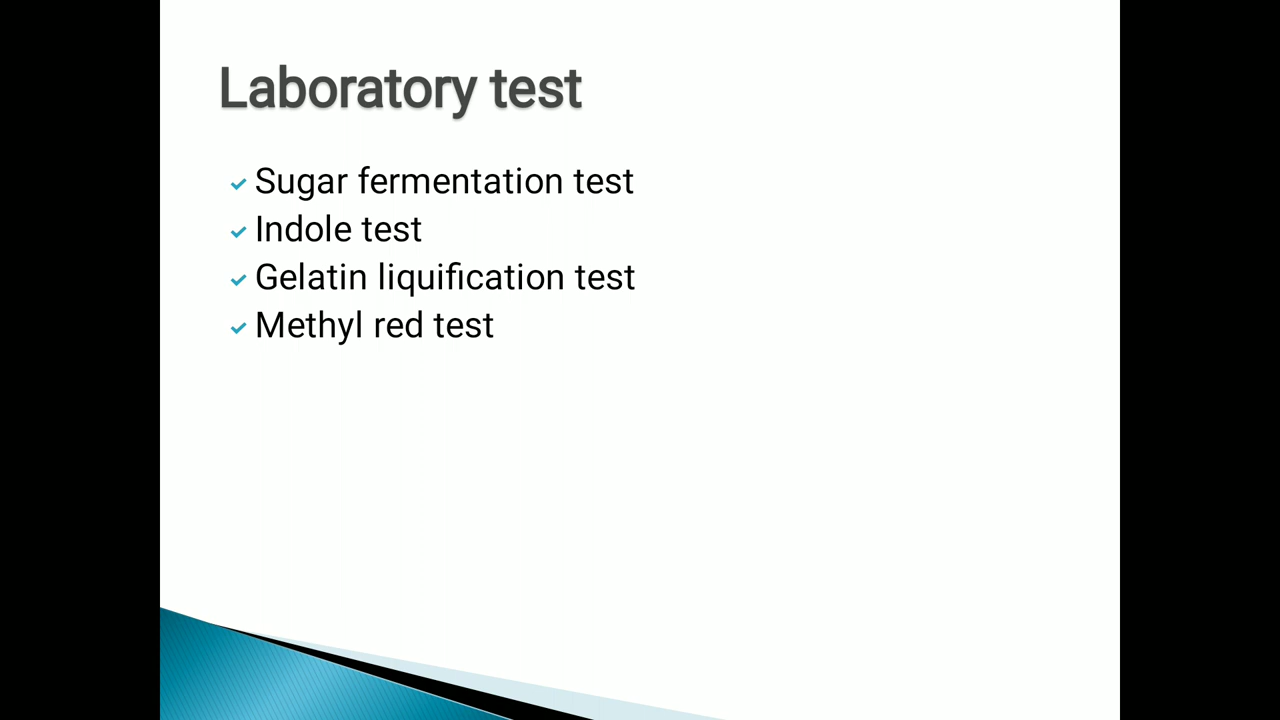 Laboratory test
Sugar fermentation test
Indole test
Gelatin liquification test
Methyl red test